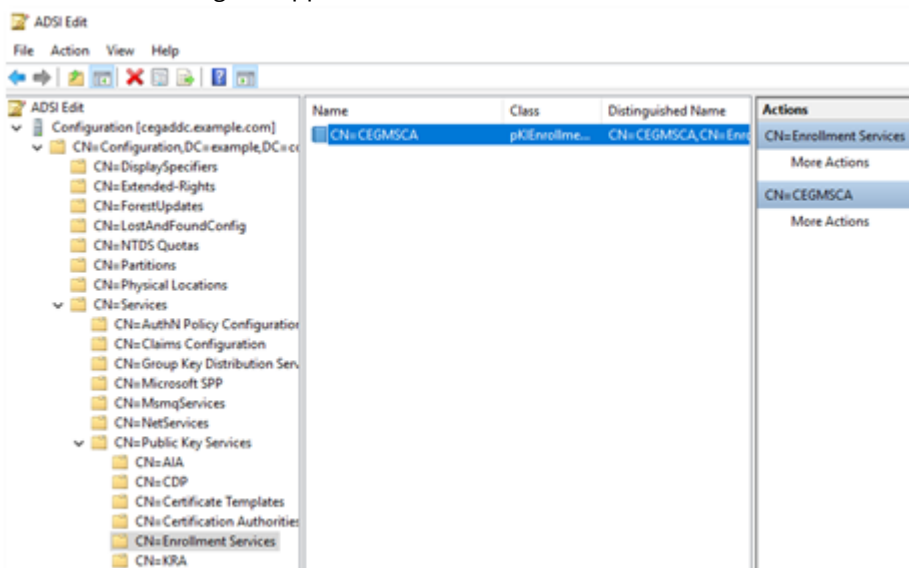 ADSI Edit
File Action View Help
ADSI Edit
Configuration [cegaddc.example.com]
CN=Configuration,DC=example,DC=c
CN=DisplaySpecifiers
CN=Extended-Rights
CN=ForestUpdates
CN=LostAndFoundConfig
CN=NTDS Quotas
CN=Partitions
CN=Physical Locations
CN=Services
CN=AuthN Policy Configuration
CN=Claims Configuration
CN=Group Key Distribution Serv
CN=Microsoft SPP
CN=MsmqServices
CN=NetServices
CN=Public Key Services
CN=AIA
CN=CDP
CN=Certificate Templates
CN=Certification Authorities
CN=Enrollment Services
CN=KRA
Name Class Distinguished Name
CN=CEGMSCA pKIEnrollme... CN=CEGMSCA,CN=Enro
Actions
CN=Enrollment Services
More Actions
CN=CEGMSCA
More Actions